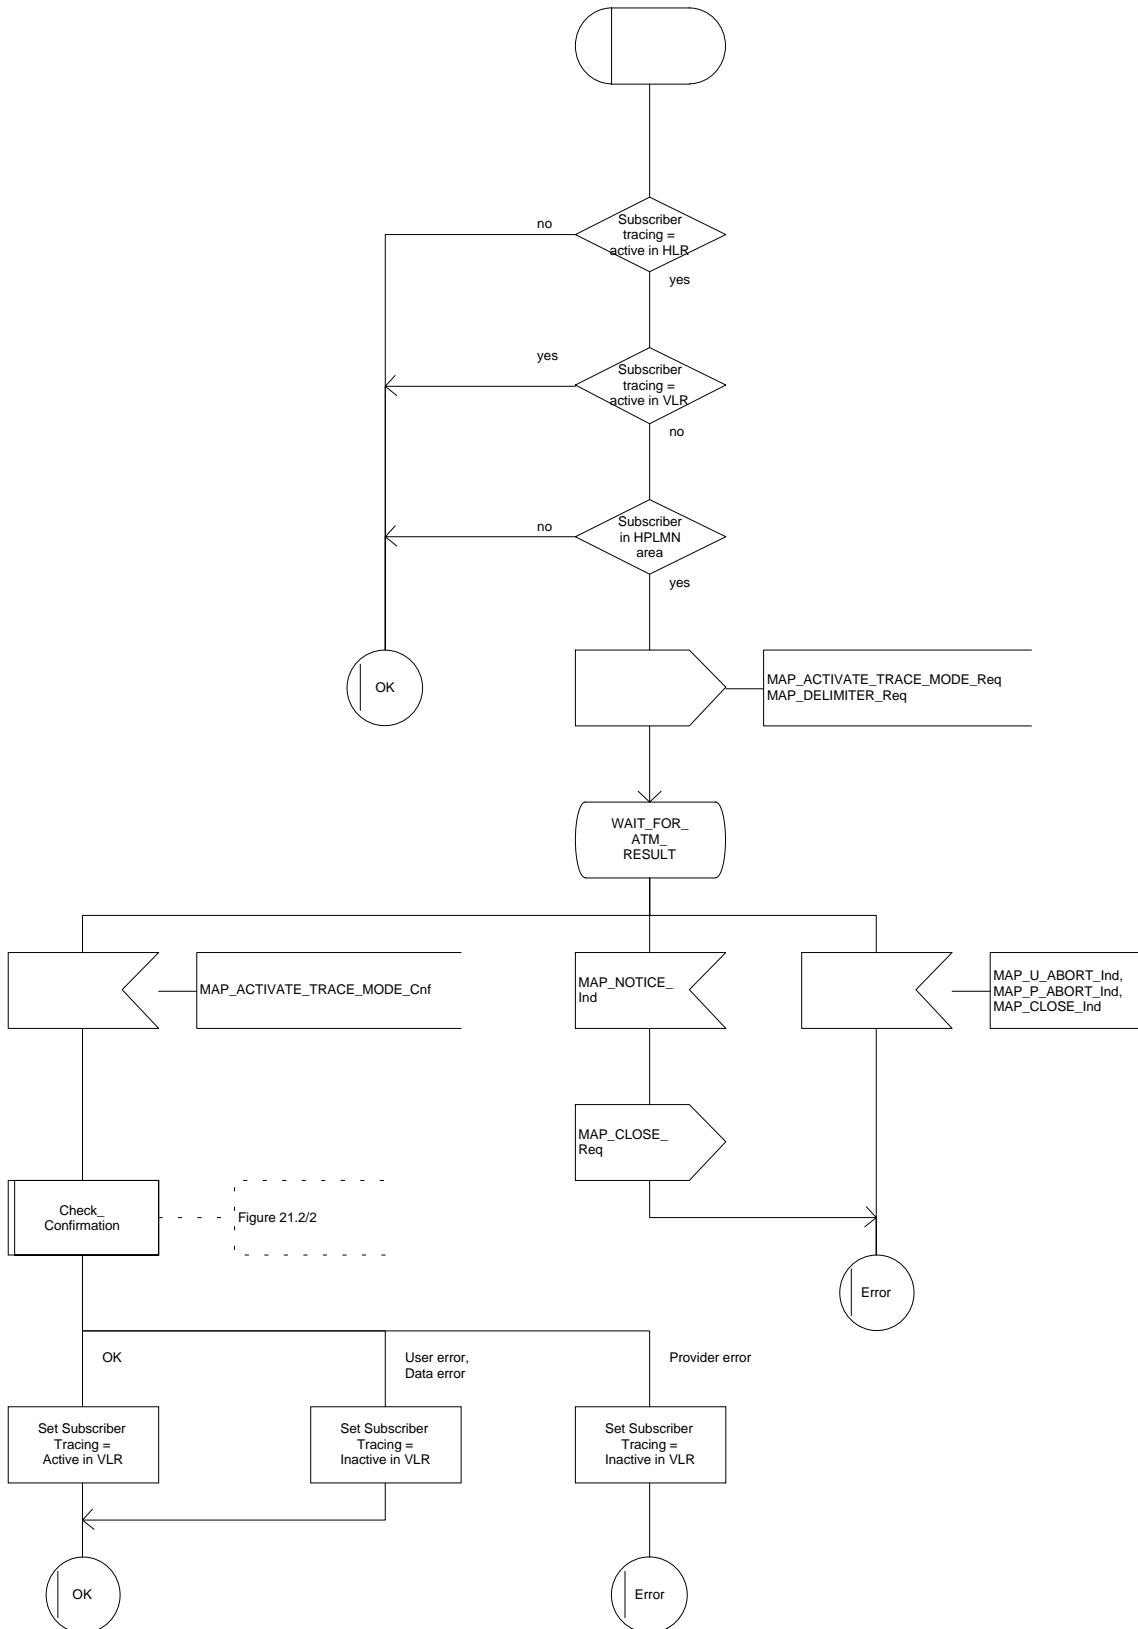 Subscriber
tracing =
active in HLR
no
yes
Subscriber
tracing =
active in VLR
yes
no
Subscriber
in HPLMN
area
no
yes
OK
MAP_ACTIVATE_TRACE_MODE_Req
MAP_DELIMITER_Req
WAIT_FOR_
ATM_
RESULT
MAP_ACTIVATE_TRACE_MODE_Cnf
MAP_NOTICE_
Ind
MAP_U_ABORT_Ind,
MAP_P_ABORT_Ind,
MAP_CLOSE_Ind
MAP_CLOSE_
Req
Check_
Confirmation
Figure 21.2/2
Error
OK
User error,
Data error
Provider error
Set Subscriber
Tracing =
Active in VLR
Set Subscriber
Tracing =
Inactive in VLR
Set Subscriber
Tracing =
Inactive in VLR
OK
Error